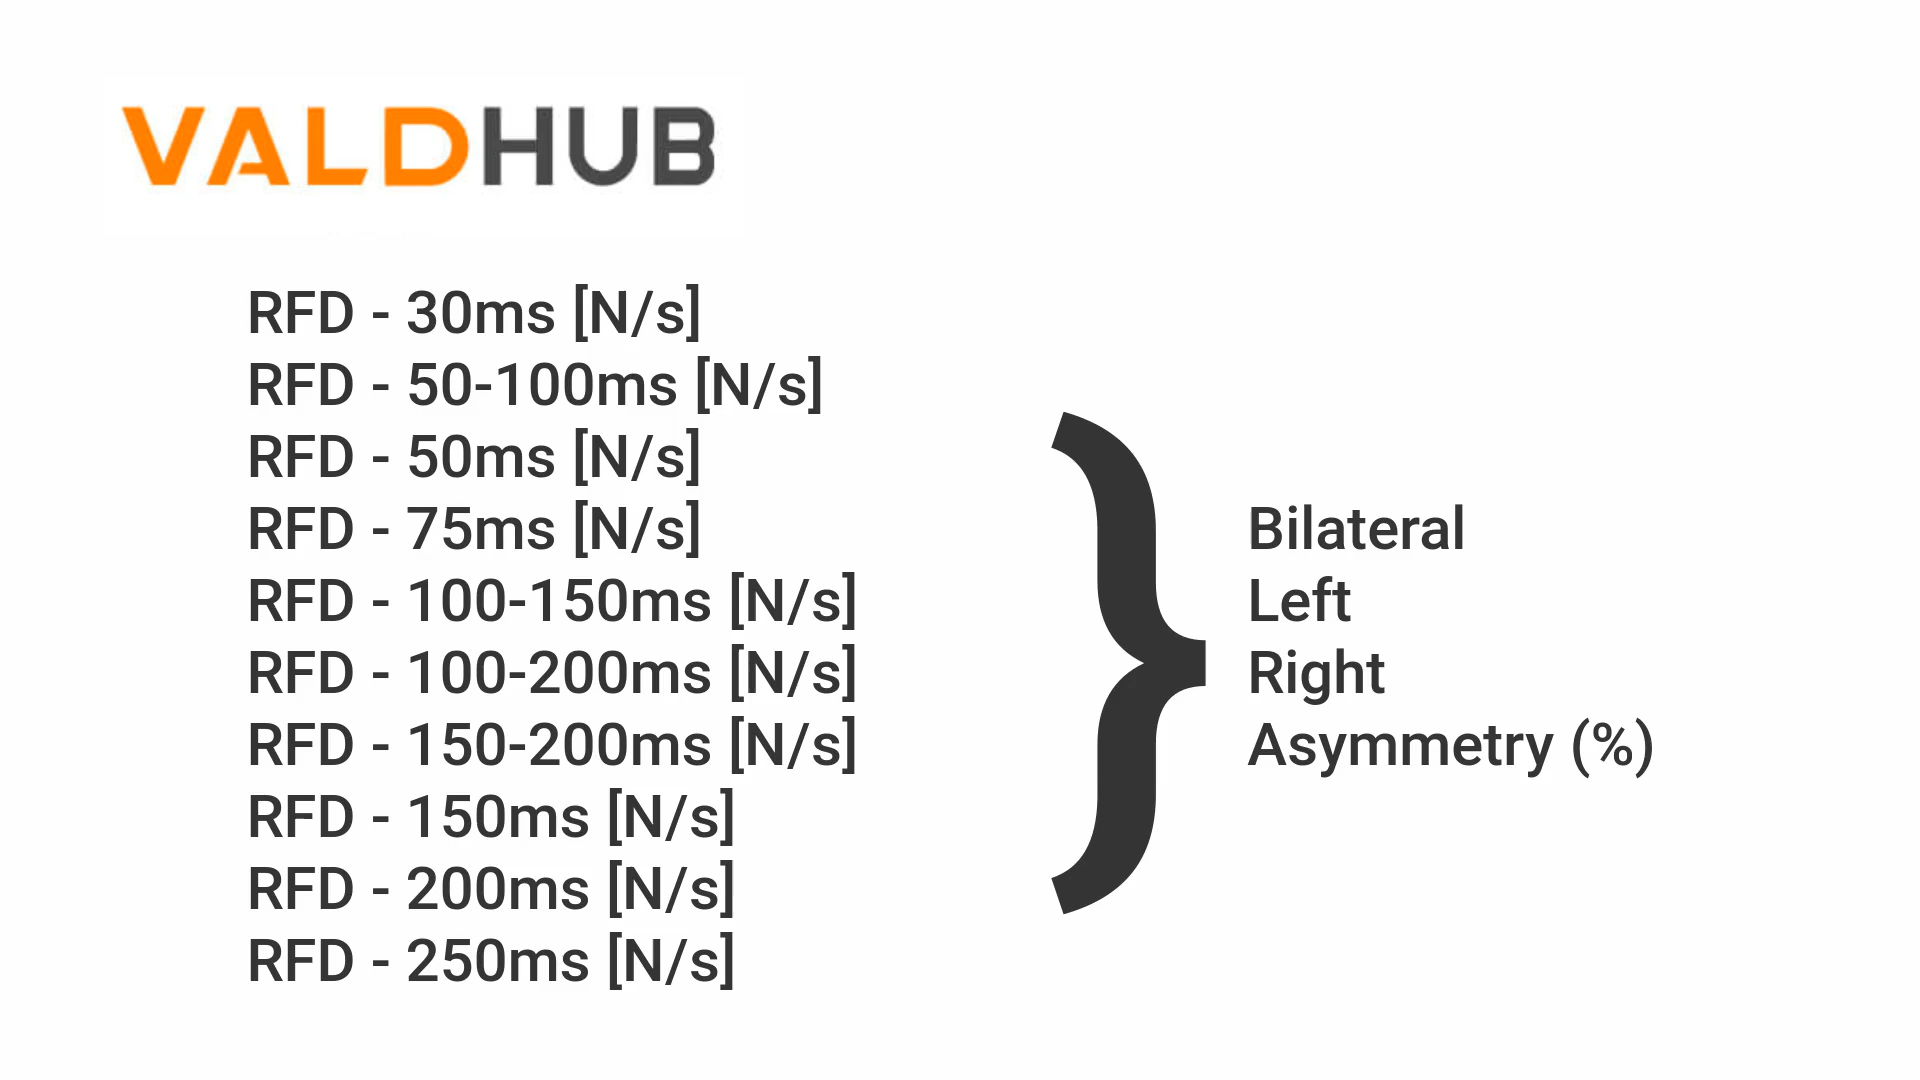 VALDHUB
RFD - 30ms [N/s]
RFD - 50-100ms [N/s]
RFD - 50ms [N/s]
RFD - 75ms [N/s]
RFD - 100-150ms [N/s]
RFD - 100-200ms [N/s]
RFD - 150-200ms [N/s]
RFD - 150ms [N/s]
RFD - 200ms [N/s]
RFD - 250ms [N/s]
}
Bilateral
Left
Right
Asymmetry (%)